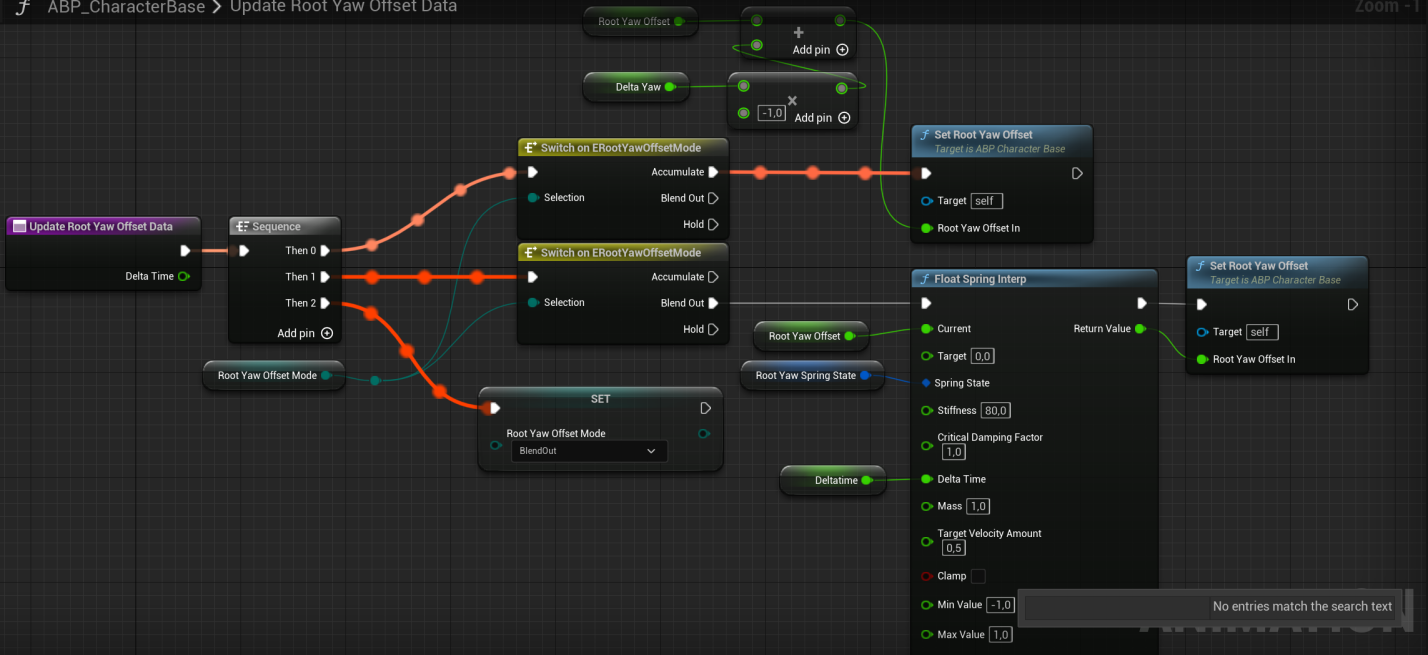 ABP_CharacterBase > Update Root Yaw Offset Data
Zoom -1
Root Yaw Offset
Add pin
Delta Yaw
-1,0
Add pin
Switch on ERootYawOffsetMode
Accumulate
Selection
Blend Out
Hold
Set Root Yaw Offset
Target is ABP Character Base
Target self
Root Yaw Offset In
Update Root Yaw Offset Data
Delta Time
Sequence
Then 0
Then 1
Then 2
Add pin
Switch on ERootYawOffsetMode
Accumulate
Selection
Blend Out
Hold
Root Yaw Offset Mode
SET
Root Yaw Offset Mode
BlendOut
Root Yaw Offset
Root Yaw Spring State
Deltatime
Float Spring Interp
Current
Return Value
Target 0,0
Spring State
Stiffness 80,0
Critical Damping Factor
1,0
Delta Time
Mass 1,0
Target Velocity Amount
0,5
Clamp
Min Value -1,0
Max Value 1,0
Set Root Yaw Offset
Target is ABP Character Base
Target self
Root Yaw Offset In
No entries match the search text
ANIMATION